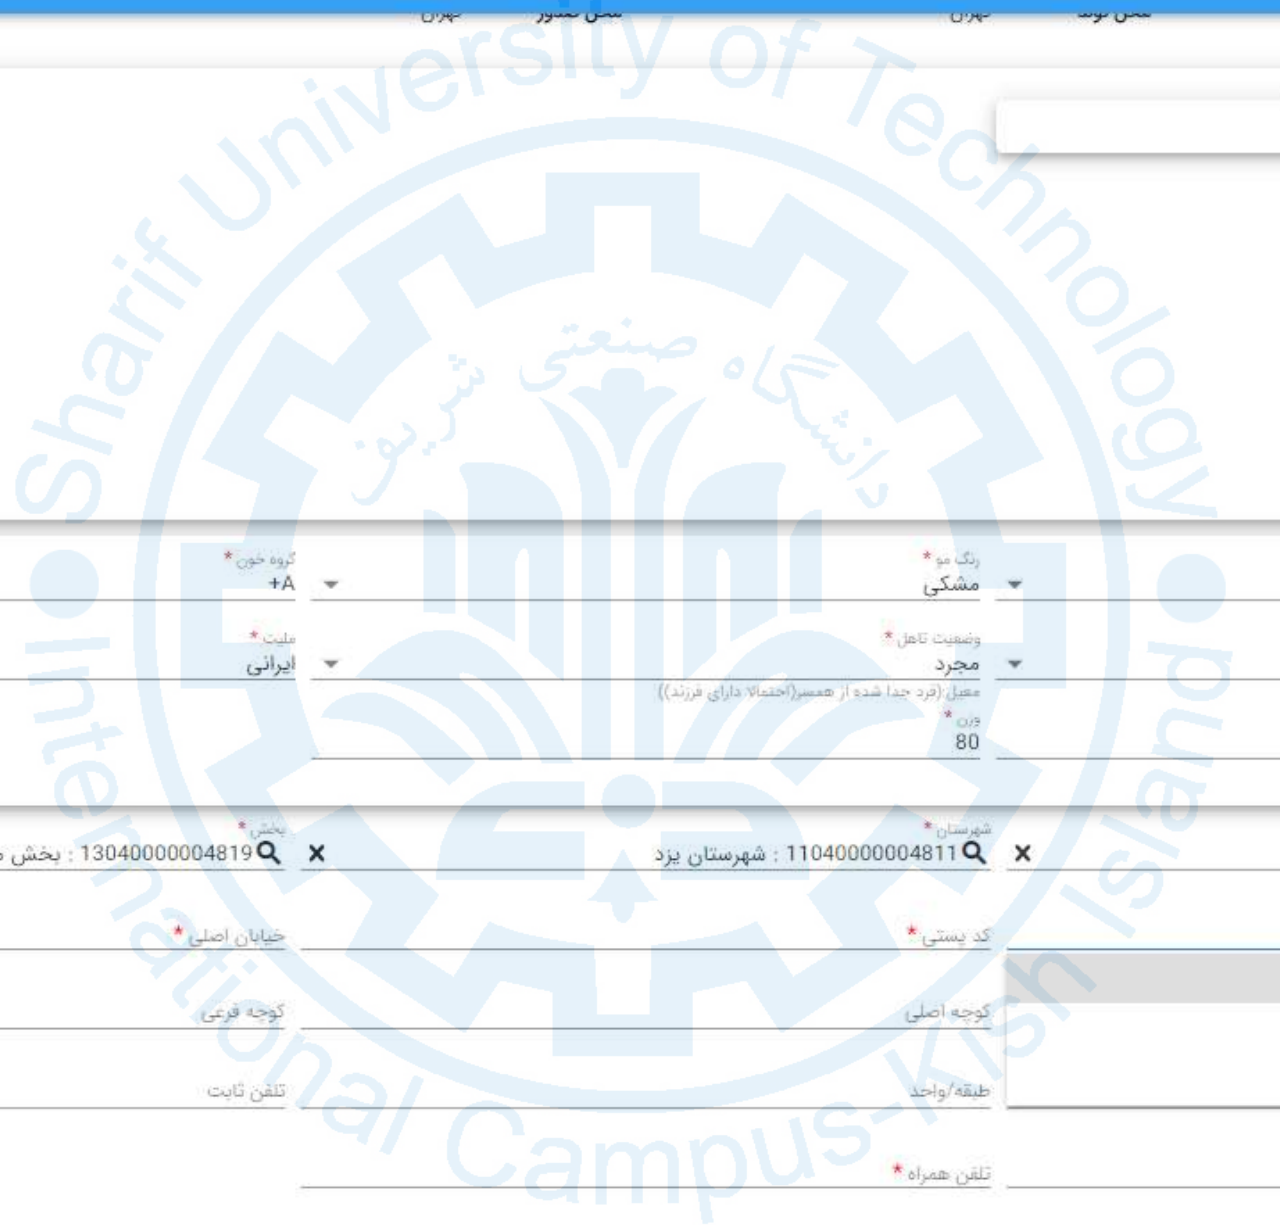 محل تولد تهران محل صدور تهران
Sharif University of Technology
دانشگاه صنعتی شریف
رنگ مو * گروه خون *
مشکی A+
وضعیت تاهل * ملیت *
مجرد ایرانی
معیل:(فرد جدا شده از همسر(احتمالا دارای فرزند))
وزن *
80
شهرستان * بخش *
11040000004811 : شهرستان یزد 13040000004819 : بخش
کد پستی * خیابان اصلی *
کوچه اصلی کوچه فرعی
طبقه/واحد تلفن ثابت
تلفن همراه *
International Campus-Kish Island